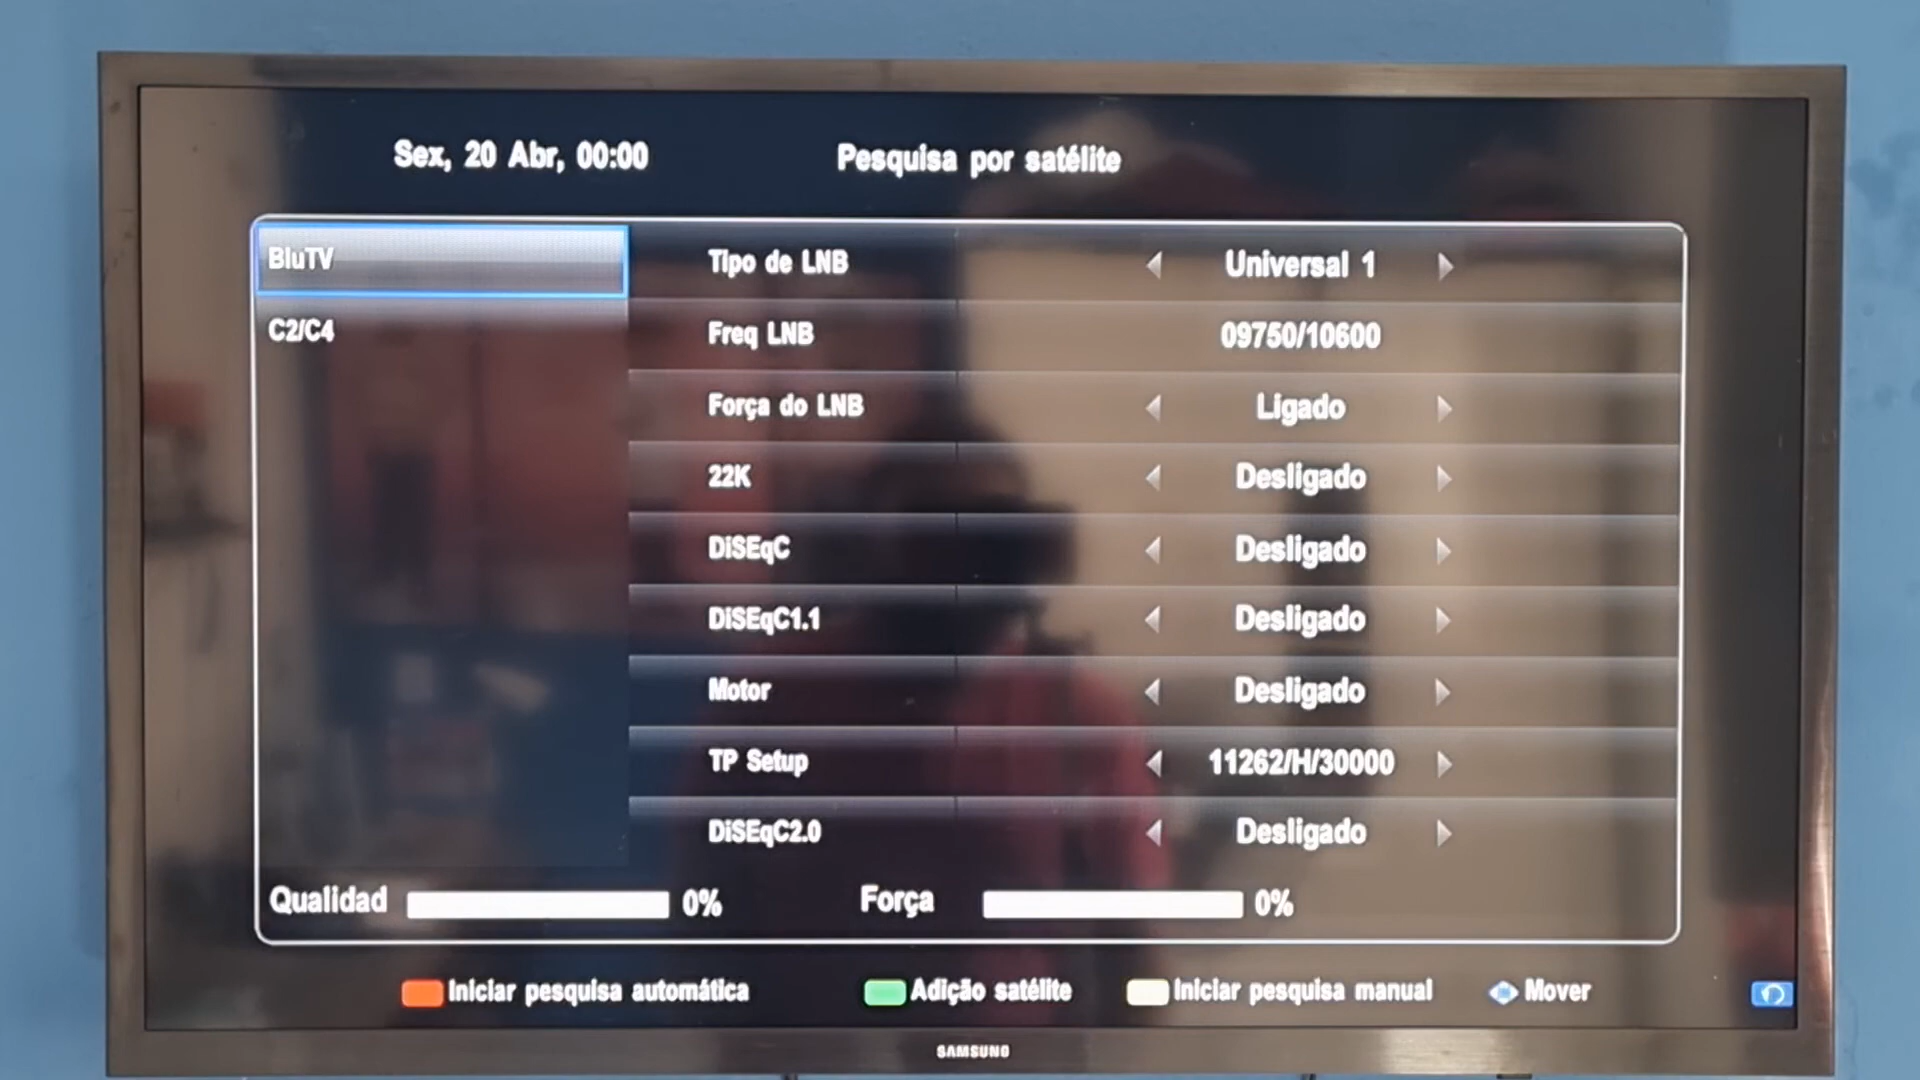 Sex, 20 Abr, 00:00
Pesquisa por satélite
BluTV
C2/C4
Tipo de LNB
Universal 1
Freq LNB
09750/10600
Força do LNB
Ligado
22K
Desligado
DiSEqC
Desligado
DiSEqC1.1
Desligado
Motor
Desligado
TP Setup
11262/H/30000
DiSEqC2.0
Desligado
Qualidad
0%
Força
0%
Iniciar pesquisa automática
Adição satélite
Iniciar pesquisa manual
Mover
SAMSUNG